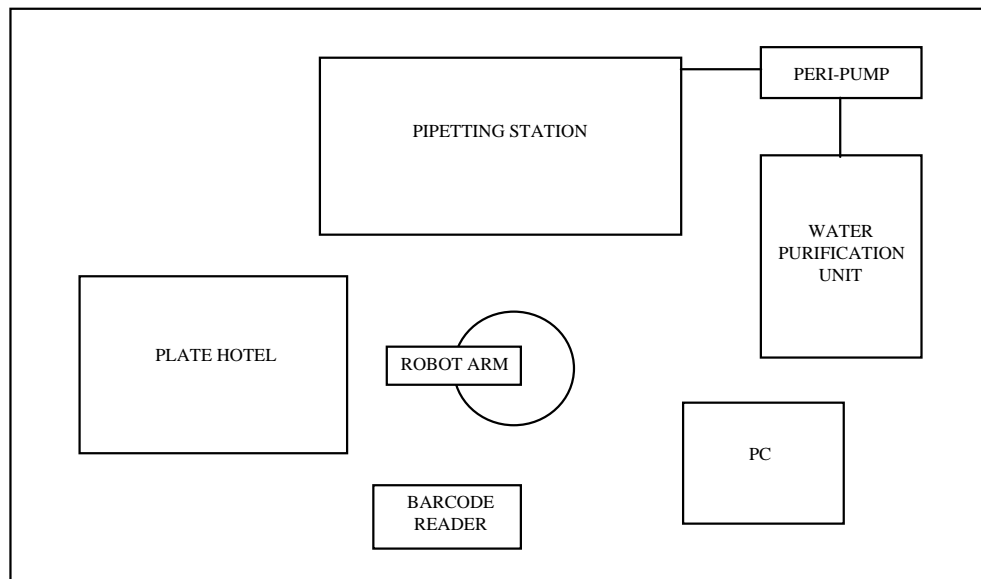 PERI-PUMP
PIPETTING STATION
WATER
PURIFICATION
UNIT
PLATE HOTEL
ROBOT ARM
PC
BARCODE
READER